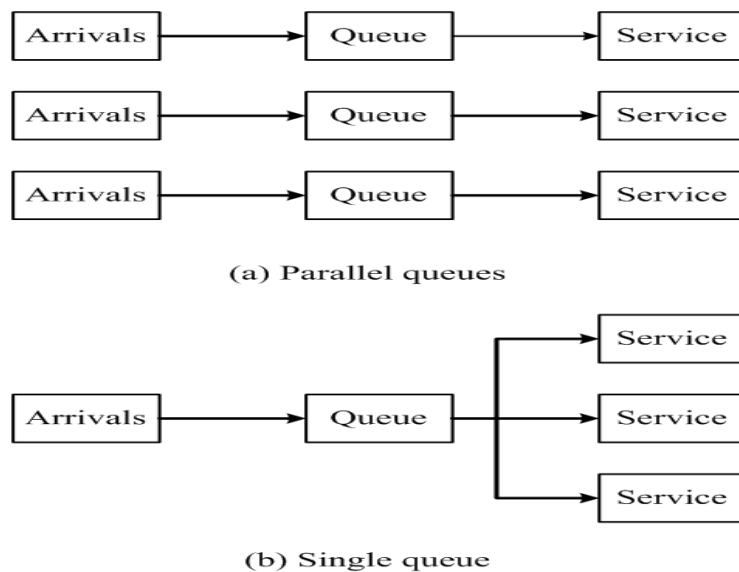 Arrivals Queue Service
Arrivals Queue Service
Arrivals Queue Service
(a) Parallel queues
Service
Arrivals Queue Service
Service
(b) Single queue